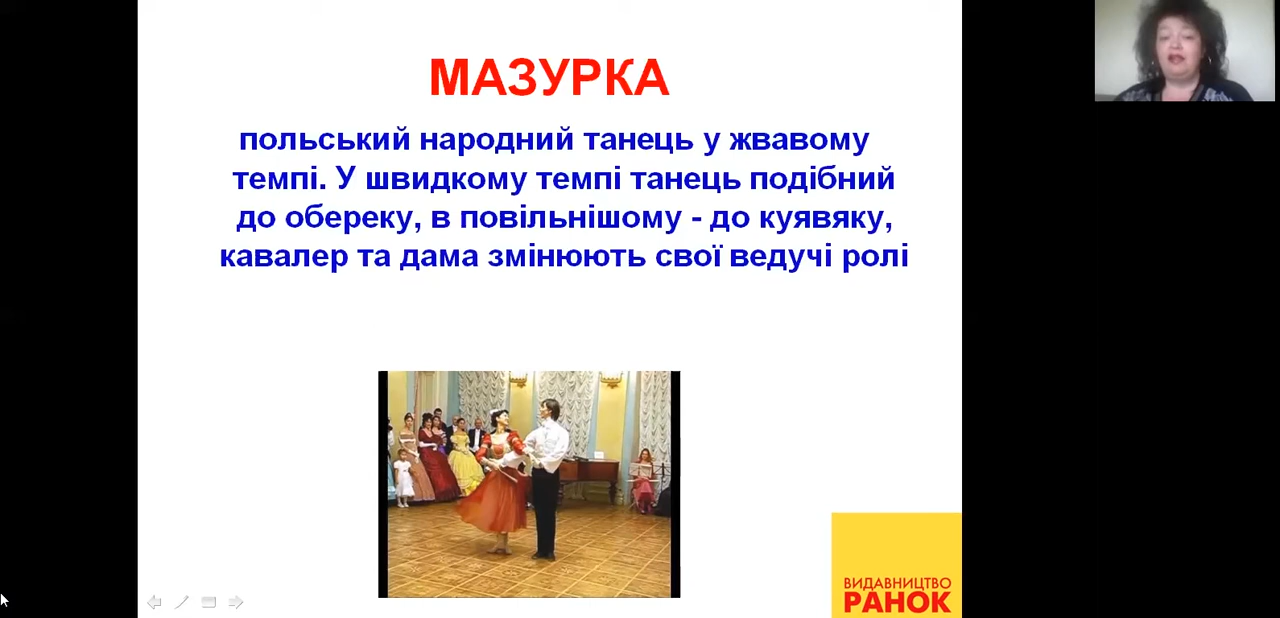 МАЗУРКА
польський народний танець у жвавому
темпі. У швидкому темпі танець подібний
до обереку, в повільнішому - до куявяку,
кавалер та дама змінюють свої ведучі ролі
ВИДАВНИЦТВО
РАНОК